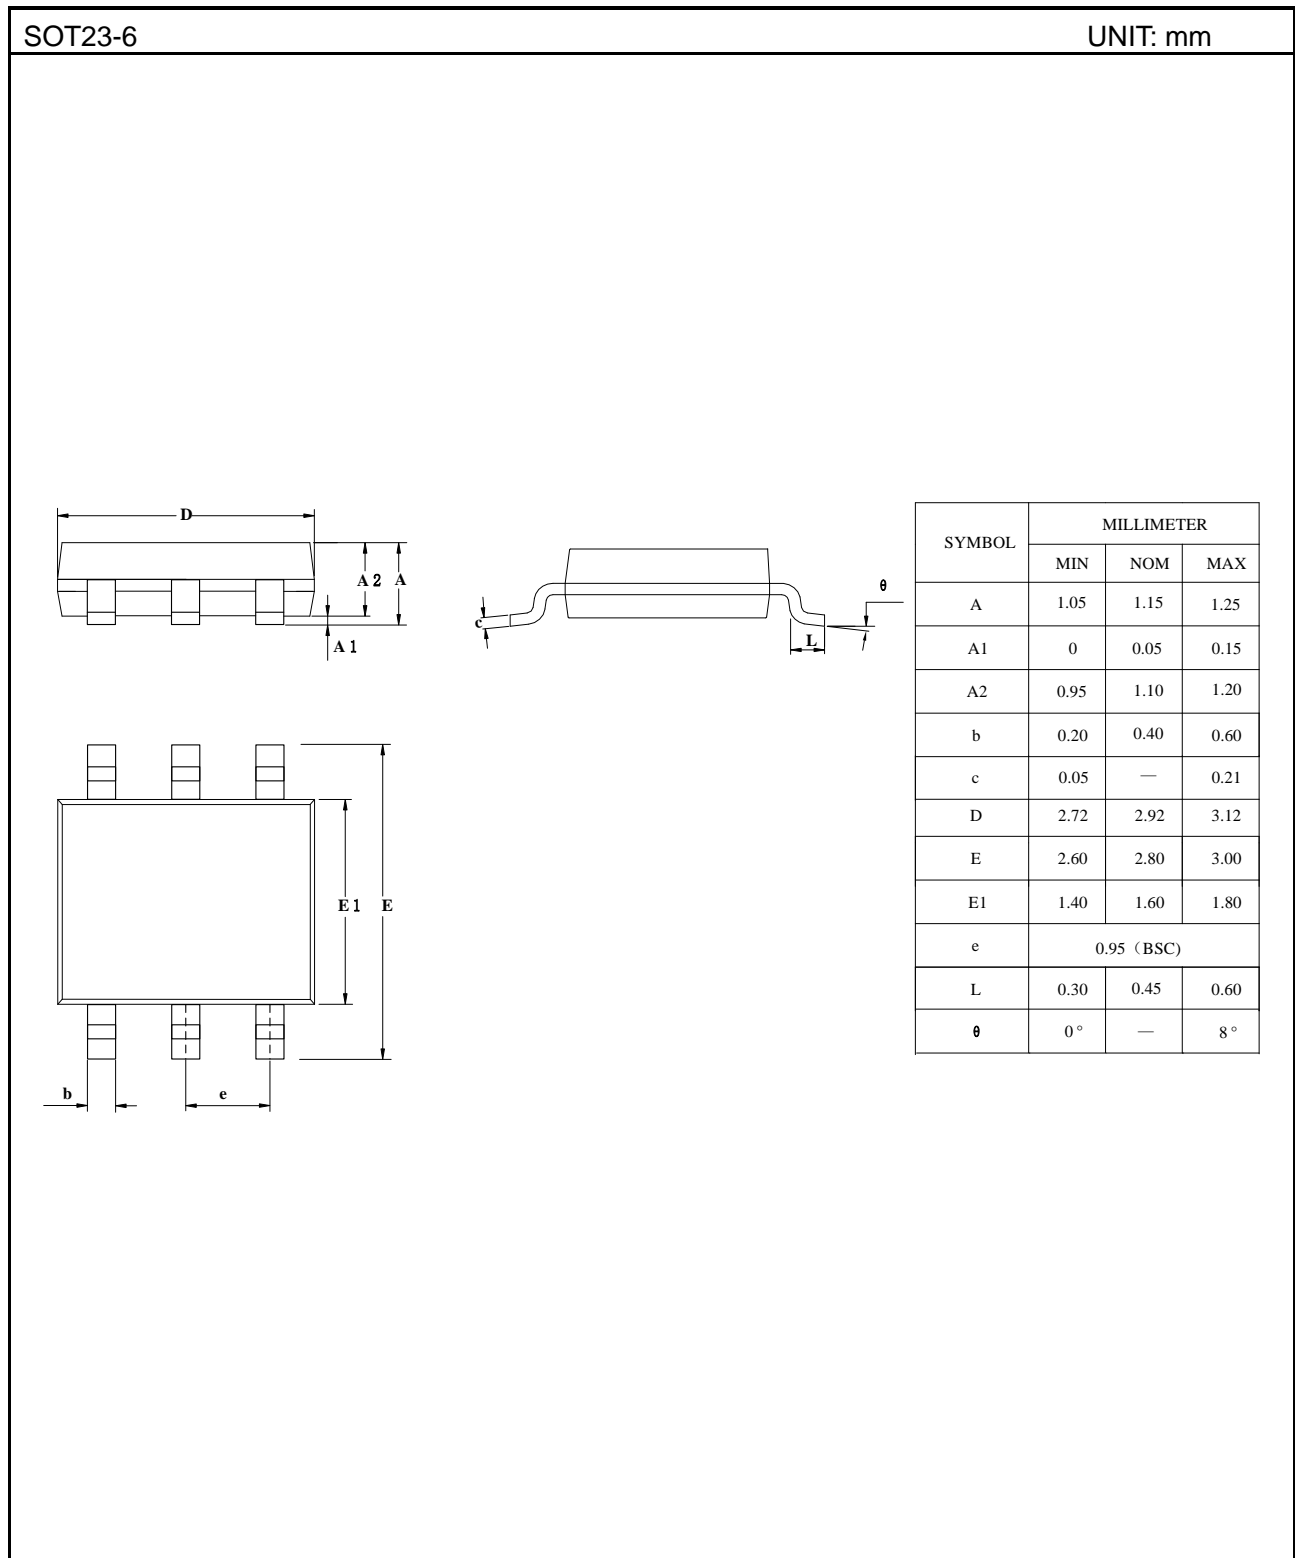 SOT23-6 UNIT: mm
D
A2 A
A1
c
L
θ
E1 E
b e
SYMBOL MILLIMETER
MIN NOM MAX
A 1.05 1.15 1.25
A1 0 0.05 0.15
A2 0.95 1.10 1.20
b 0.20 0.40 0.60
c 0.05 — 0.21
D 2.72 2.92 3.12
E 2.60 2.80 3.00
E1 1.40 1.60 1.80
e 0.95（BSC)
L 0.30 0.45 0.60
θ 0° — 8°